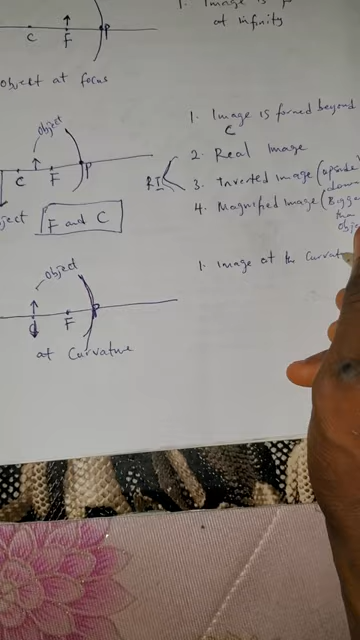 1. Image is
at infinity
C F P
object at focus
object
1. Image is formed beyond
C
C F P
2. Real Image
RI
3. Inverted Image (upside
down
F and C
4. Magnified Image (Bigger
than
object
1. Image at the Curvat
F P
at Curvature